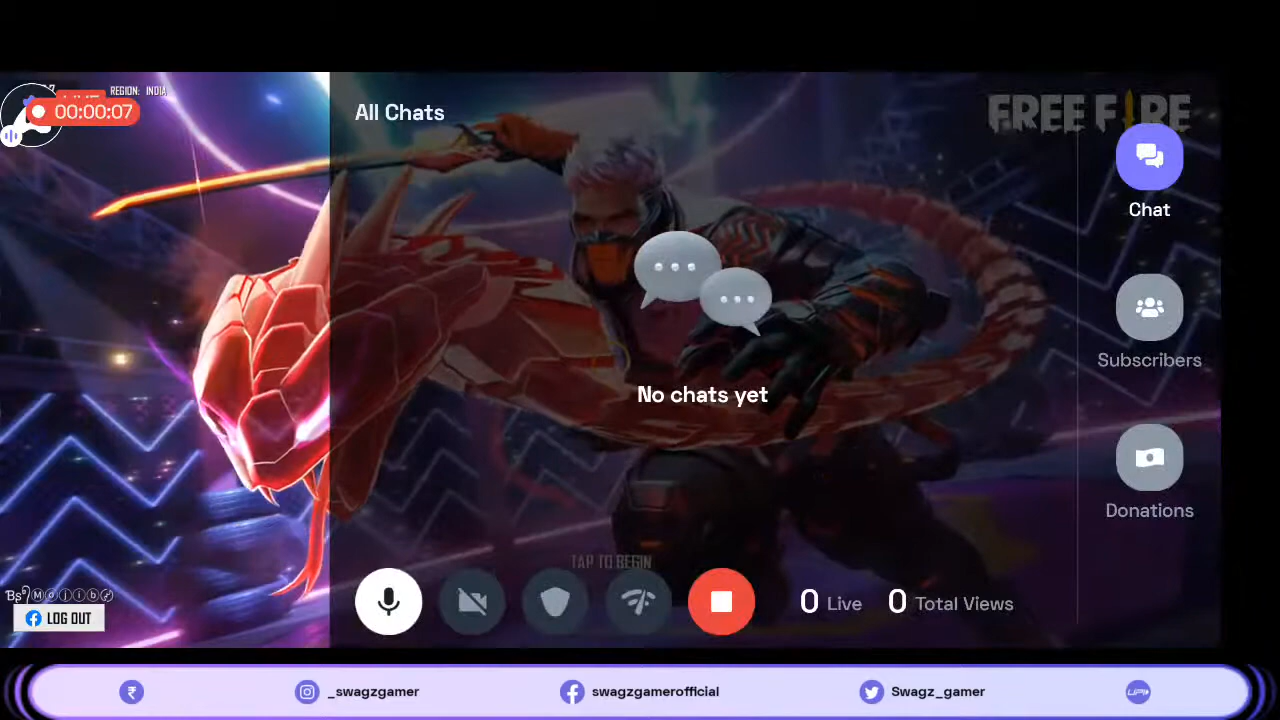 REGION: INDIA
00:00:07
All Chats
FREE FIRE
Chat
No chats yet
Subscribers
Donations
TAP TO BEGIN
0 Live
0 Total Views
LOG OUT
_swagzgamer
swagzgamerofficial
Swagz_gamer
UPI